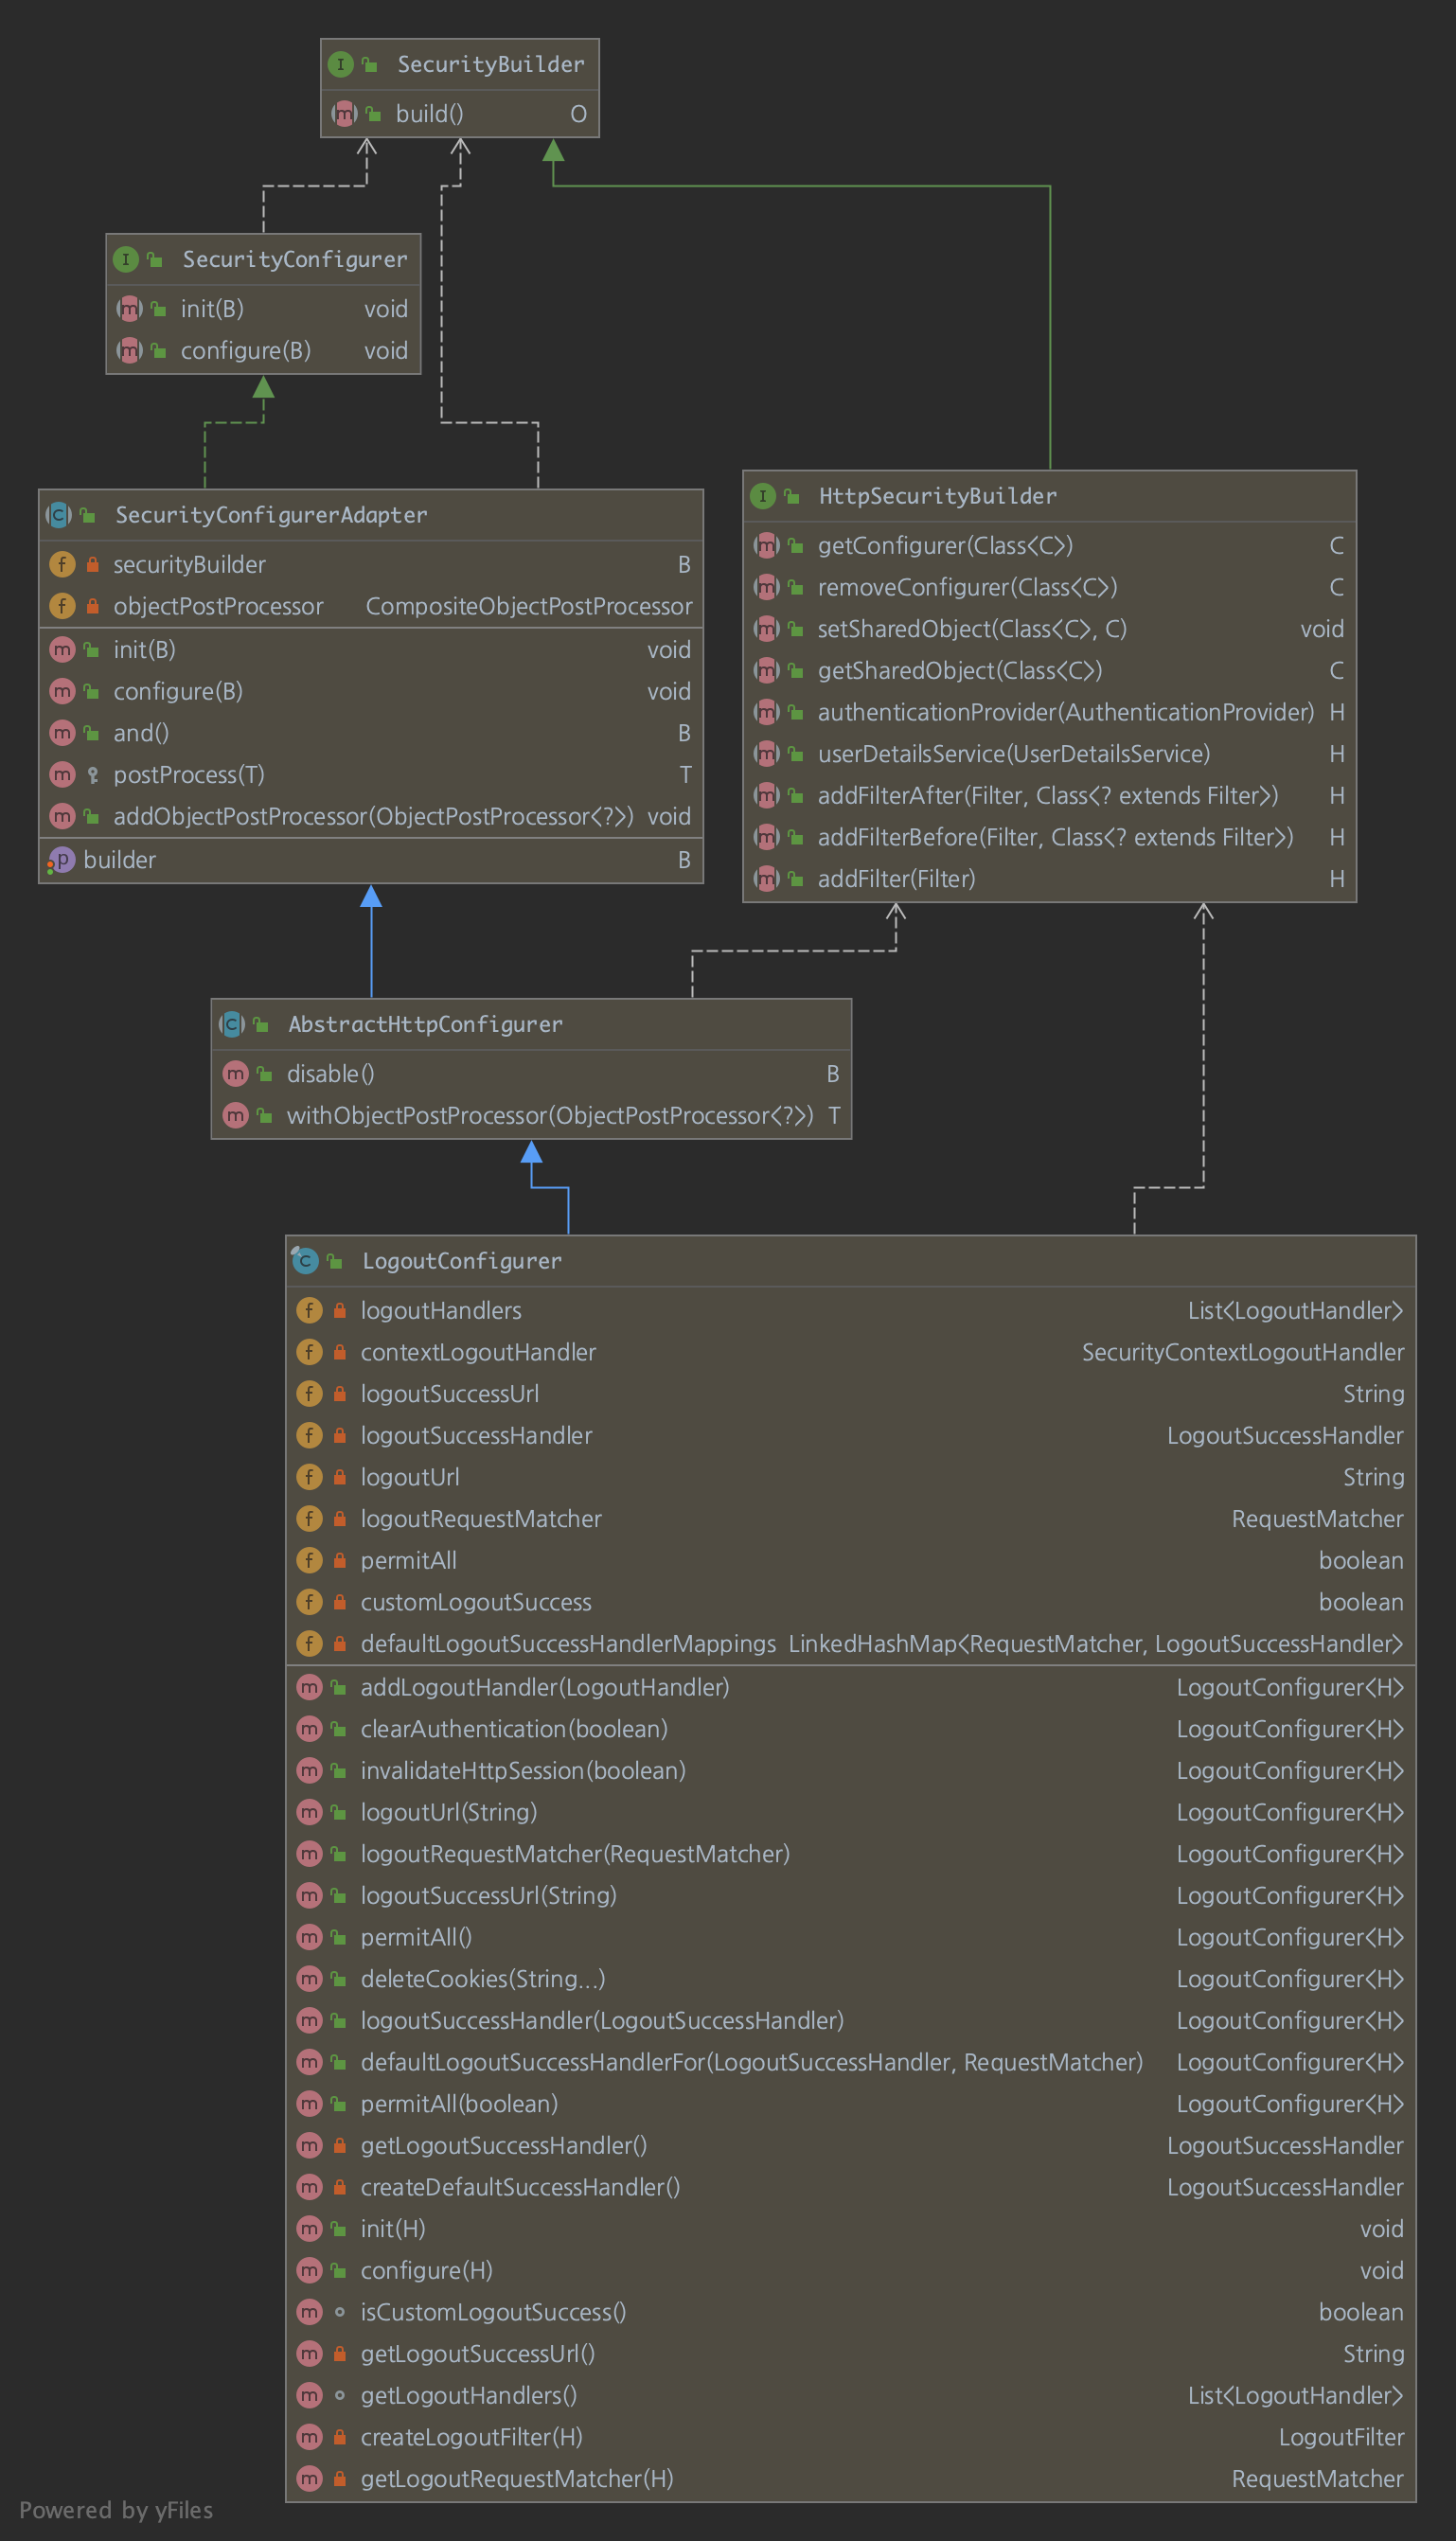 SecurityBuilder
build() O
SecurityConfigurer
init(B) void
configure(B) void
SecurityConfigurerAdapter
securityBuilder B
objectPostProcessor CompositeObjectPostProcessor
init(B) void
configure(B) void
and() B
postProcess(T) T
addObjectPostProcessor(ObjectPostProcessor<?>) void
builder B
HttpSecurityBuilder
getConfigurer(Class<C>) C
removeConfigurer(Class<C>) C
setSharedObject(Class<C>, C) void
getSharedObject(Class<C>) C
authenticationProvider(AuthenticationProvider) H
userDetailsService(UserDetailsService) H
addFilterAfter(Filter, Class<? extends Filter>) H
addFilterBefore(Filter, Class<? extends Filter>) H
addFilter(Filter) H
AbstractHttpConfigurer
disable() B
withObjectPostProcessor(ObjectPostProcessor<?>) T
LogoutConfigurer
logoutHandlers List<LogoutHandler>
contextLogoutHandler SecurityContextLogoutHandler
logoutSuccessUrl String
logoutSuccessHandler LogoutSuccessHandler
logoutUrl String
logoutRequestMatcher RequestMatcher
permitAll boolean
customLogoutSuccess boolean
defaultLogoutSuccessHandlerMappings LinkedHashMap<RequestMatcher, LogoutSuccessHandler>
addLogoutHandler(LogoutHandler) LogoutConfigurer<H>
clearAuthentication(boolean) LogoutConfigurer<H>
invalidateHttpSession(boolean) LogoutConfigurer<H>
logoutUrl(String) LogoutConfigurer<H>
logoutRequestMatcher(RequestMatcher) LogoutConfigurer<H>
logoutSuccessUrl(String) LogoutConfigurer<H>
permitAll() LogoutConfigurer<H>
deleteCookies(String...) LogoutConfigurer<H>
logoutSuccessHandler(LogoutSuccessHandler) LogoutConfigurer<H>
defaultLogoutSuccessHandlerFor(LogoutSuccessHandler, RequestMatcher) LogoutConfigurer<H>
permitAll(boolean) LogoutConfigurer<H>
getLogoutSuccessHandler() LogoutSuccessHandler
createDefaultSuccessHandler() LogoutSuccessHandler
init(H) void
configure(H) void
isCustomLogoutSuccess() boolean
getLogoutSuccessUrl() String
getLogoutHandlers() List<LogoutHandler>
createLogoutFilter(H) LogoutFilter
getLogoutRequestMatcher(H) RequestMatcher
Powered by yFiles